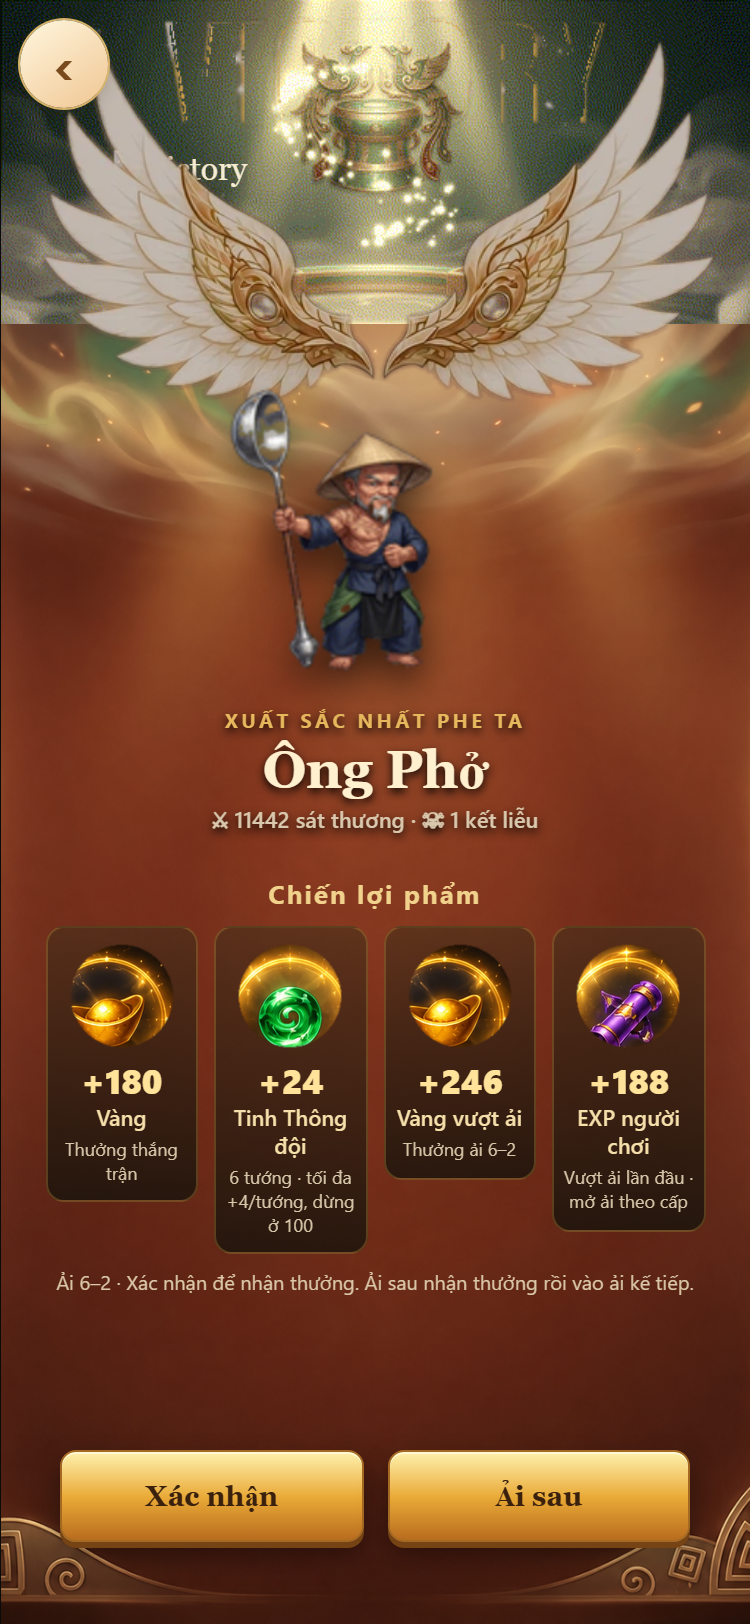 XUẤT SẮC NHẤT PHE TA
Ông Phở
11442 sát thương · 1 kết liễu
Chiến lợi phẩm
+180
Vàng
Thưởng thắng
trận
+24
Tinh Thông
đội
6 tướng · tối đa
+4/tướng, dừng
ở 100
+246
Vàng vượt ải
Thưởng ải 6–2
+188
EXP người
chơi
Vượt ải lần đầu ·
mở ải theo cấp
Ải 6–2 · Xác nhận để nhận thưởng. Ải sau nhận thưởng rồi vào ải kế tiếp.
Xác nhận
Ải sau